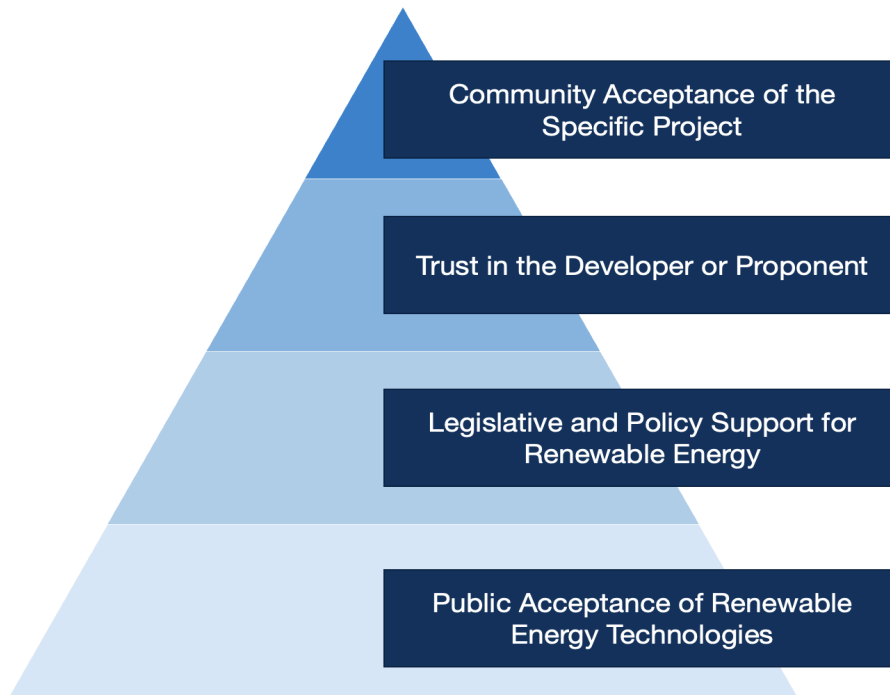 Community Acceptance of the
Specific Project
Trust in the Developer or Proponent
Legislative and Policy Support for
Renewable Energy
Public Acceptance of Renewable
Energy Technologies